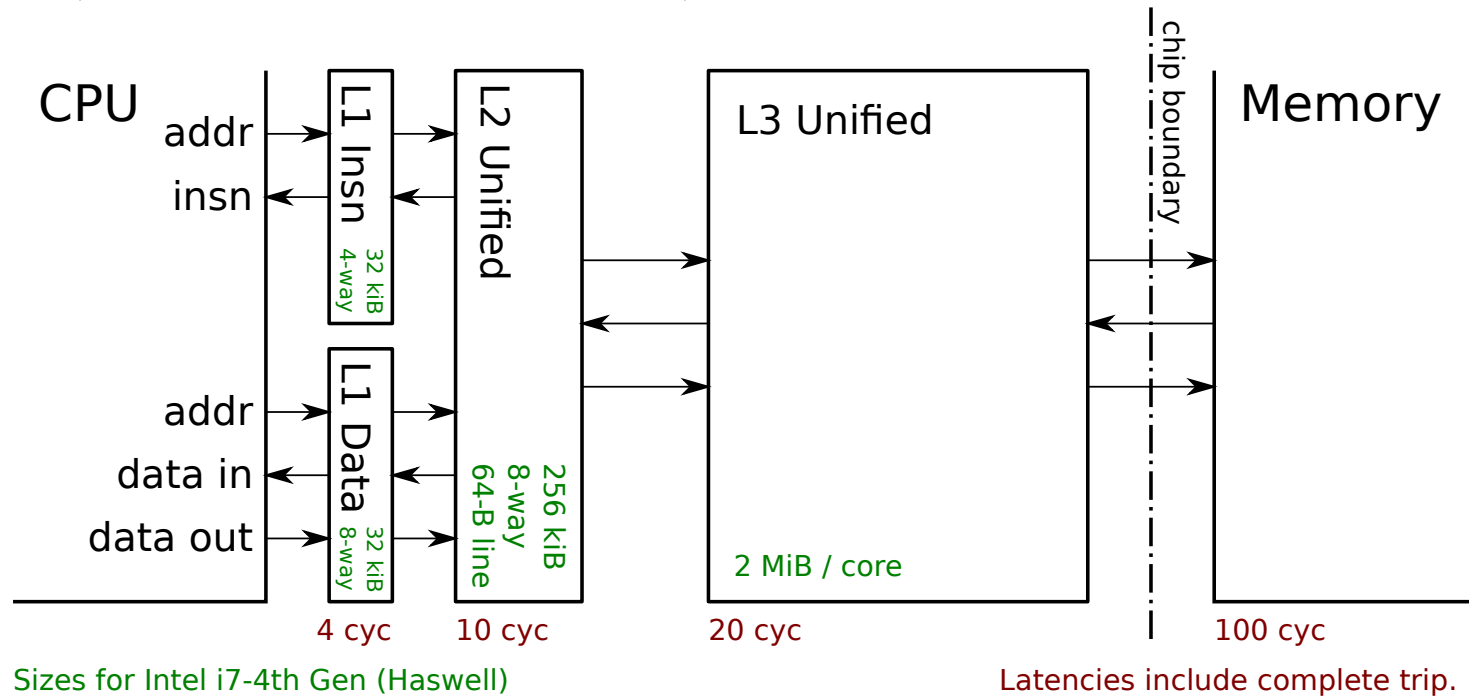 CPU
addr
insn
addr
data in
data out
L1 Insn
32 kiB
4-way
L1 Data
32 kiB
8-way
L2 Unified
256 kiB
8-way
64-B line
L3 Unified
2 MiB / core
chip boundary
Memory
4 cyc
10 cyc
20 cyc
100 cyc
Sizes for Intel i7-4th Gen (Haswell)
Latencies include complete trip.